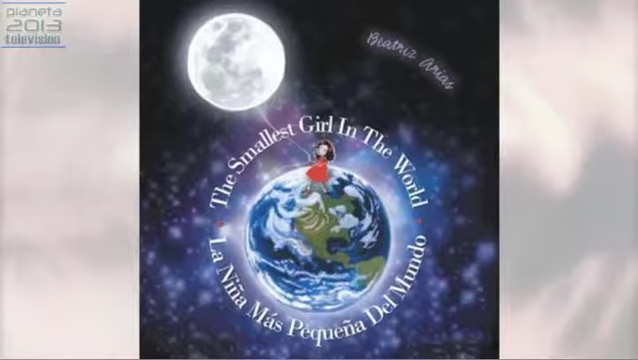 planeta
2013
television
Beatriz Arias
The Smallest Girl In The World
La Niña Más Pequeña Del Mundo